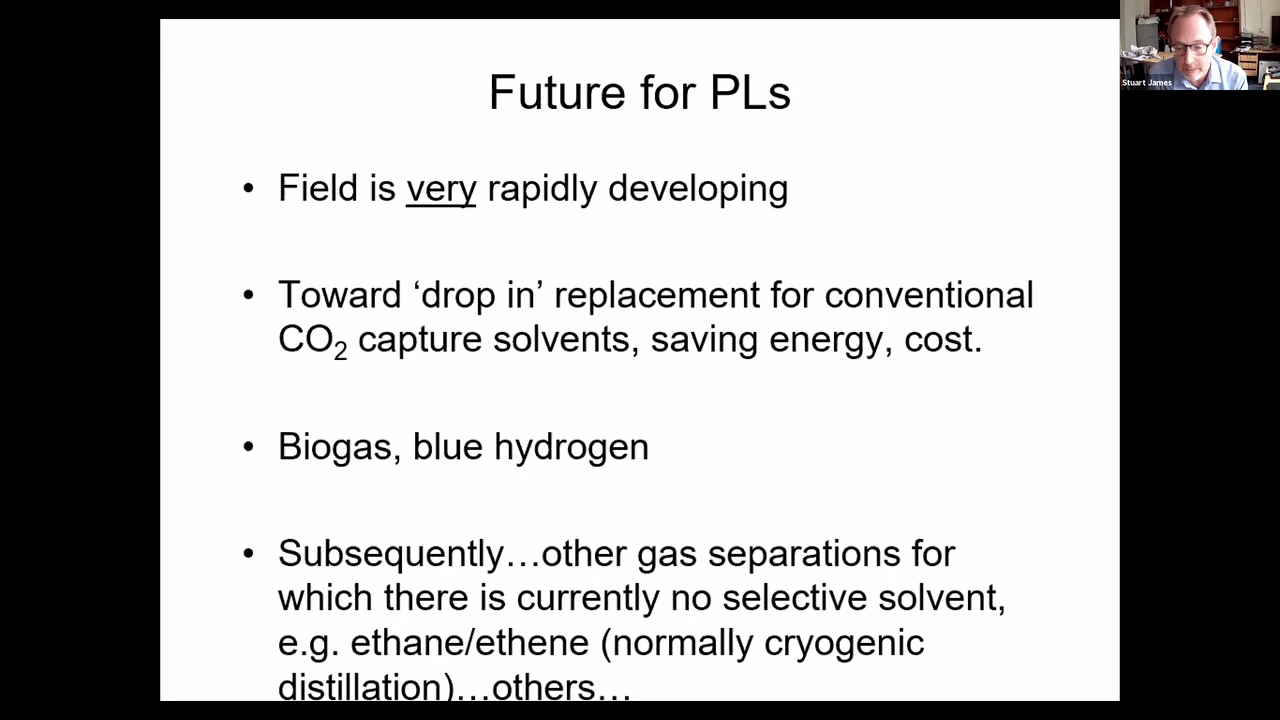 Future for PLs
• Field is very rapidly developing
• Toward ‘drop in’ replacement for conventional
CO₂ capture solvents, saving energy, cost.
• Biogas, blue hydrogen
• Subsequently…other gas separations for
which there is currently no selective solvent,
e.g. ethane/ethene (normally cryogenic
distillation)…others…
Stuart James